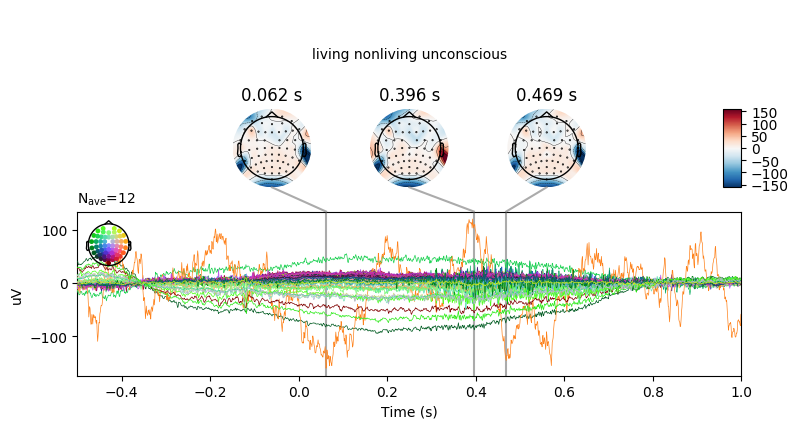 living nonliving unconscious
0.062 s 0.396 s 0.469 s
150
100
50
0
−50
−100
−150
Nave=12
100
0
−100
uV
−0.4 −0.2 0.0 0.2 0.4 0.6 0.8 1.0
Time (s)